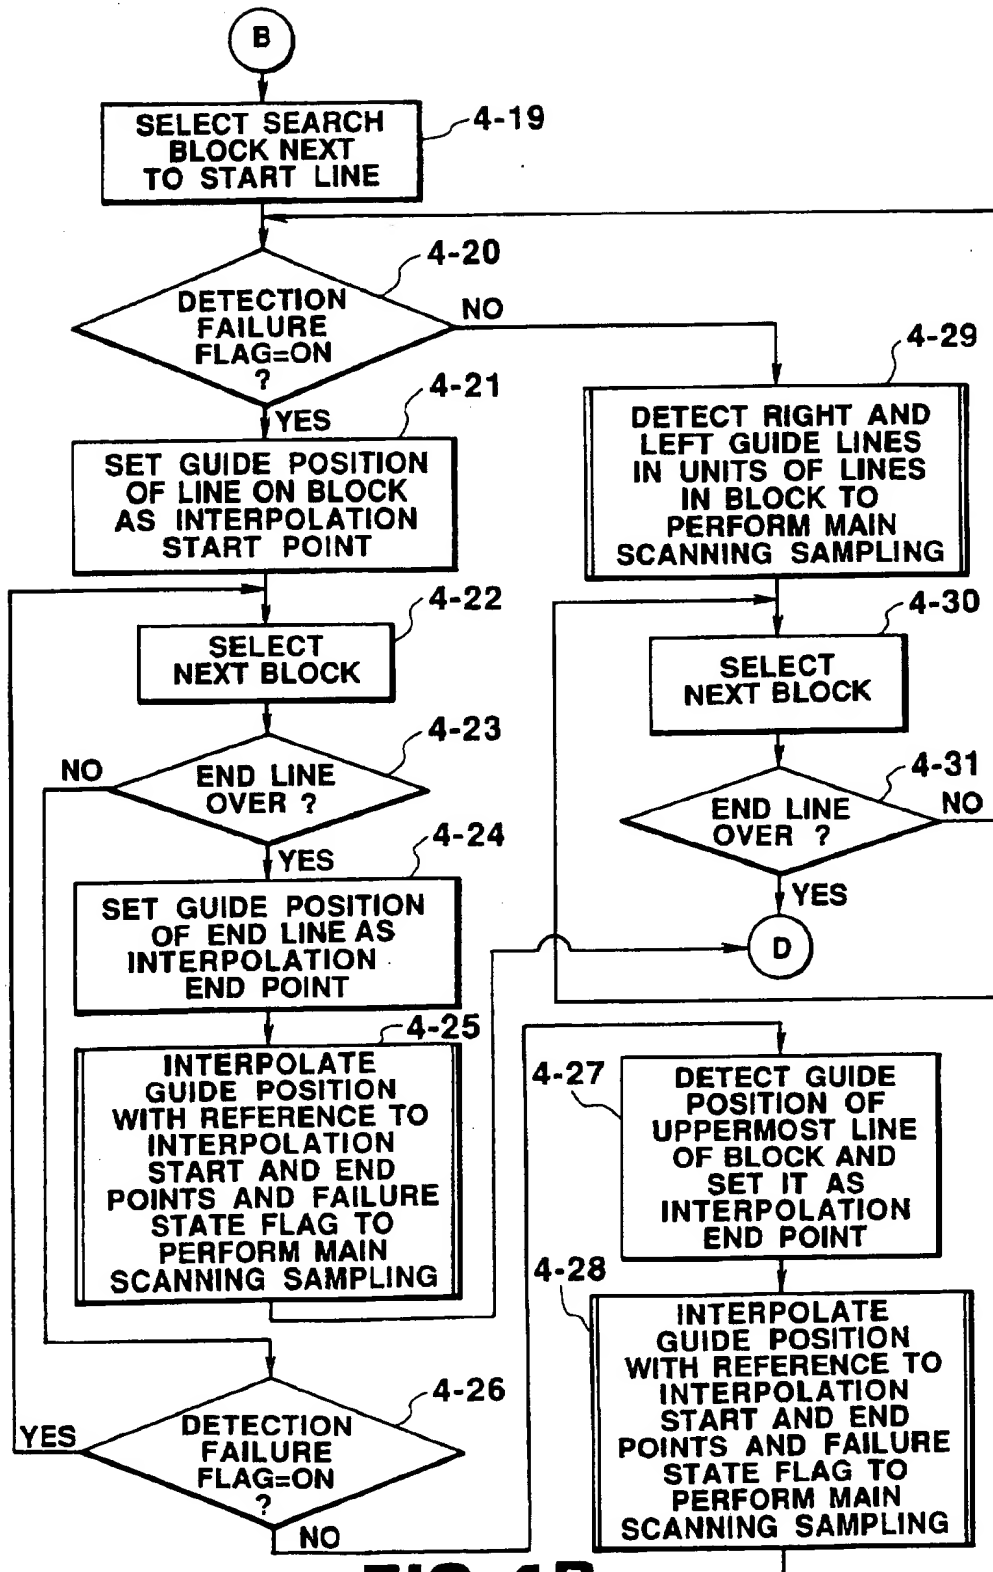 B
SELECT SEARCH
BLOCK NEXT
TO START LINE
4-19
4-20
DETECTION
FAILURE
FLAG=ON
?
NO
YES
4-21
SET GUIDE POSITION
OF LINE ON BLOCK
AS INTERPOLATION
START POINT
4-22
SELECT
NEXT BLOCK
4-23
END LINE
OVER ?
NO
YES
4-24
SET GUIDE POSITION
OF END LINE AS
INTERPOLATION
END POINT
4-25
INTERPOLATE
GUIDE POSITION
WITH REFERENCE TO
INTERPOLATION
START AND END
POINTS AND FAILURE
STATE FLAG TO
PERFORM MAIN
SCANNING SAMPLING
4-26
DETECTION
FAILURE
FLAG=ON
?
YES
NO
4-29
DETECT RIGHT AND
LEFT GUIDE LINES
IN UNITS OF LINES
IN BLOCK TO
PERFORM MAIN
SCANNING SAMPLING
4-30
SELECT
NEXT BLOCK
4-31
END LINE
OVER ?
NO
YES
D
4-27
DETECT GUIDE
POSITION OF
UPPERMOST LINE
OF BLOCK AND
SET IT AS
INTERPOLATION
END POINT
4-28
INTERPOLATE
GUIDE POSITION
WITH REFERENCE TO
INTERPOLATION
START AND END
POINTS AND FAILURE
STATE FLAG TO
PERFORM MAIN
SCANNING SAMPLING